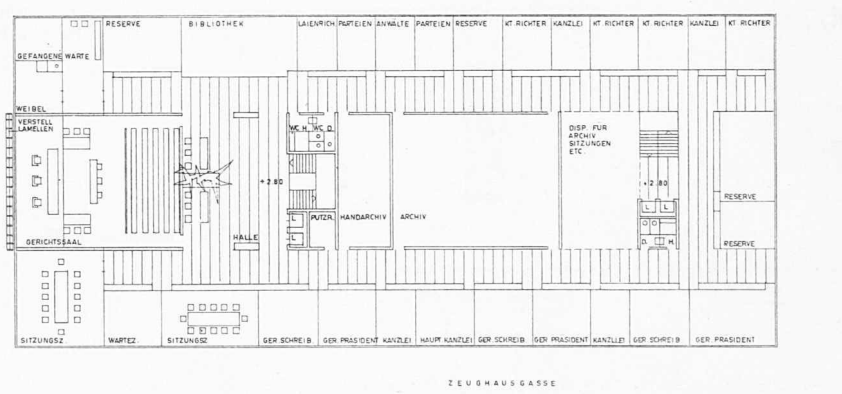 RESERVE
BIBLIOTHEK
LAIENRICH
PARTEIEN
ANWÄLTE
PARTEIEN
RESERVE
KT. RICHTER
KANZLEI
KT. RICHTER
KT. RICHTER
KANZLEI
KT. RICHTER
GEFANGENE
WARTE
WEIBEL
VERSTELL
LAMELLEN
WC H.
WC D.
DISP. FÜR
ARCHIV
SITZUNGEN
ETC.
+2.80
+2.80
RESERVE
L
L
L
L
PUTZR.
HANDARCHIV
ARCHIV
GERICHTSSAAL
HALLE
D.
H.
RESERVE
SITZUNGSZ.
WARTEZ.
SITZUNGSZ
GER. SCHREIB.
GER. PRÄSIDENT
KANZLEI
HAUPT. KANZLEI
GER. SCHREIB.
GER PRÄSIDENT
KANZLLEI
GER. SCHREIB
GER. PRÄSIDENT
ZEUGHAUSGASSE